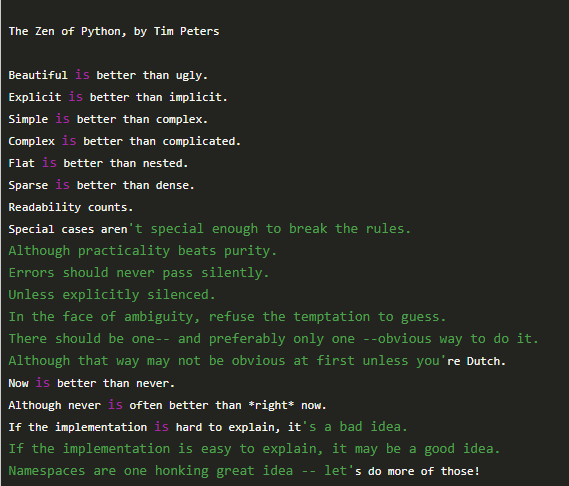 The Zen of Python, by Tim Peters
Beautiful is better than ugly.
Explicit is better than implicit.
Simple is better than complex.
Complex is better than complicated.
Flat is better than nested.
Sparse is better than dense.
Readability counts.
Special cases aren't special enough to break the rules.
Although practicality beats purity.
Errors should never pass silently.
Unless explicitly silenced.
In the face of ambiguity, refuse the temptation to guess.
There should be one-- and preferably only one --obvious way to do it.
Although that way may not be obvious at first unless you're Dutch.
Now is better than never.
Although never is often better than *right* now.
If the implementation is hard to explain, it's a bad idea.
If the implementation is easy to explain, it may be a good idea.
Namespaces are one honking great idea -- let's do more of those!